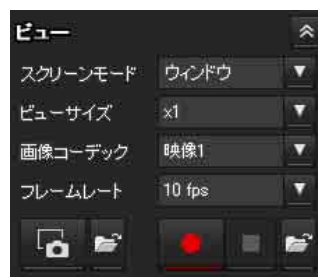 ビュー
スクリーンモード ウィンドウ
ビューサイズ x1
画像コーデック 映像1
フレームレート 10 fps